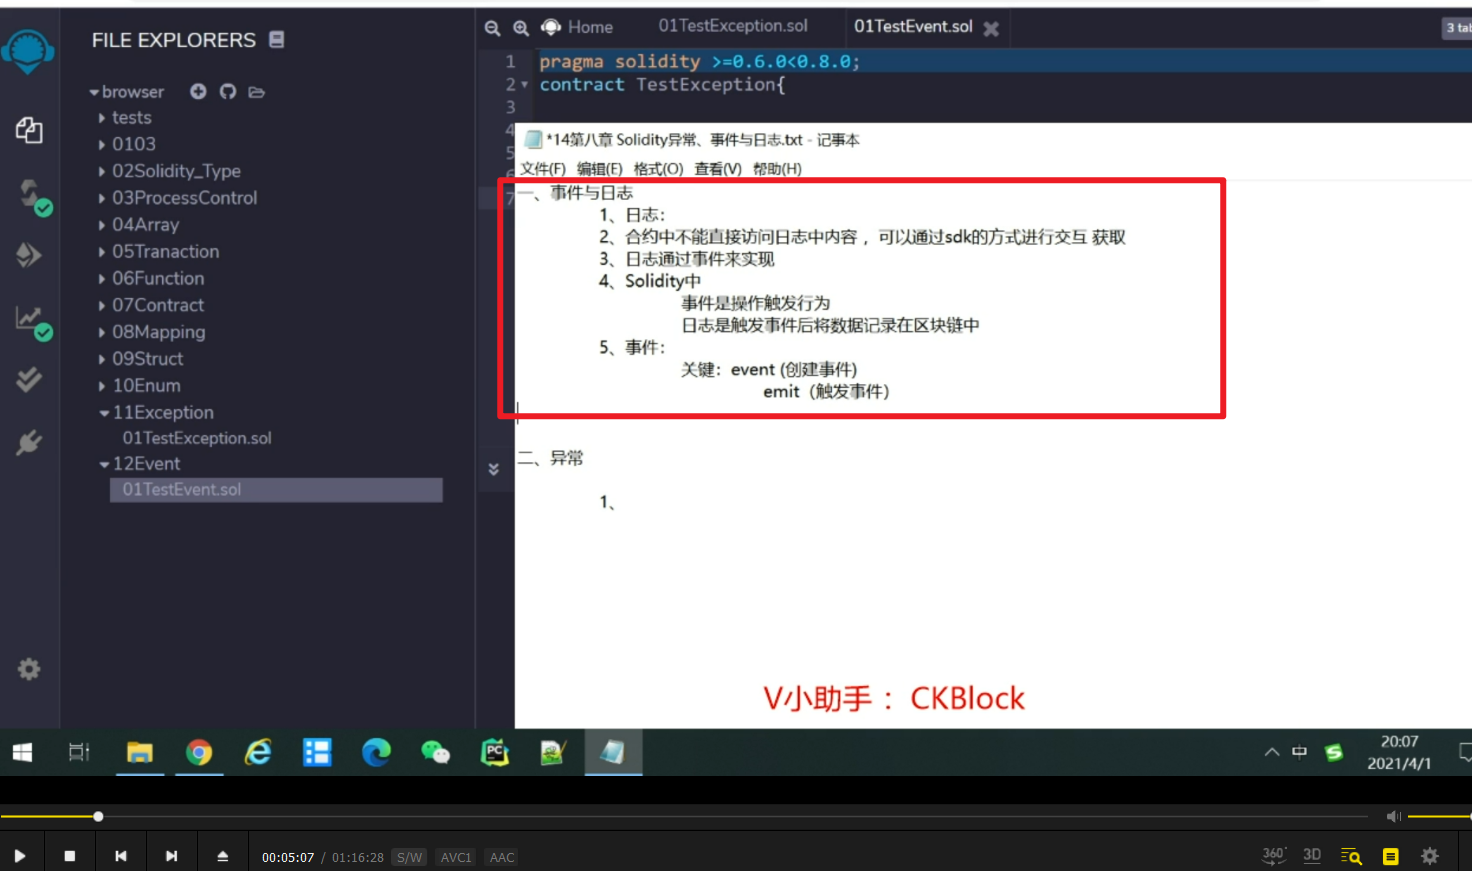 FILE EXPLORERS
Home
01TestException.sol
01TestEvent.sol
3 tab
browser
tests
0103
02Solidity_Type
03ProcessControl
04Array
05Tranaction
06Function
07Contract
08Mapping
09Struct
10Enum
11Exception
01TestException.sol
12Event
01TestEvent.sol
1 pragma solidity >=0.6.0<0.8.0;
2 contract TestException{
3
4
5
7
*14第八章 Solidity异常、事件与日志.txt - 记事本
文件(F) 编辑(E) 格式(O) 查看(V) 帮助(H)
一、事件与日志
1、日志：
2、合约中不能直接访问日志中内容 ，可以通过sdk的方式进行交互 获取
3、日志通过事件来实现
4、Solidity中
事件是操作触发行为
日志是触发事件后将数据记录在区块链中
5、事件：
关键：event (创建事件)
emit（触发事件）
二、异常
1、
V小助手 ：CKBlock
中
20:07
2021/4/1
00:05:07 / 01:16:28 S/W AVC1 AAC
360° 3D